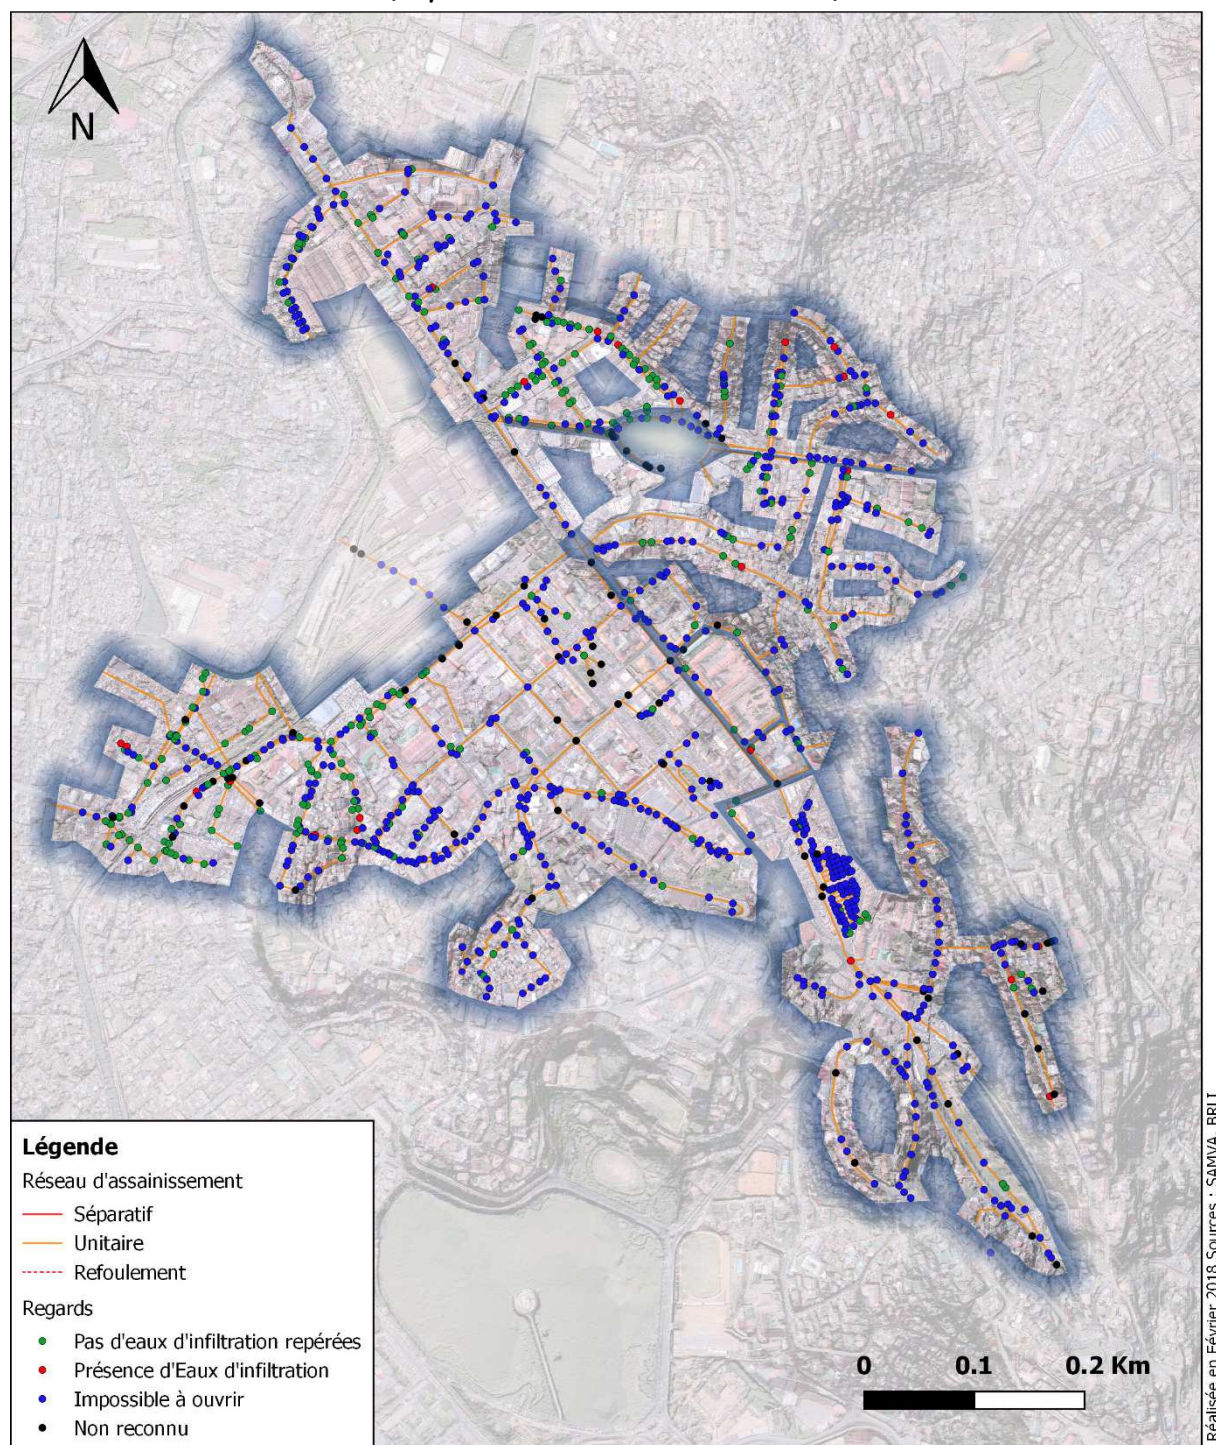 N
Légende
Réseau d'assainissement
Séparatif
Unitaire
Refoulement
Regards
Pas d'eaux d'infiltration repérées
Présence d'Eaux d'infiltration
Impossible à ouvrir
Non reconnu
0 0.1 0.2 Km
Réalisée en Février 2018 Sources : SAMVA, BRLI